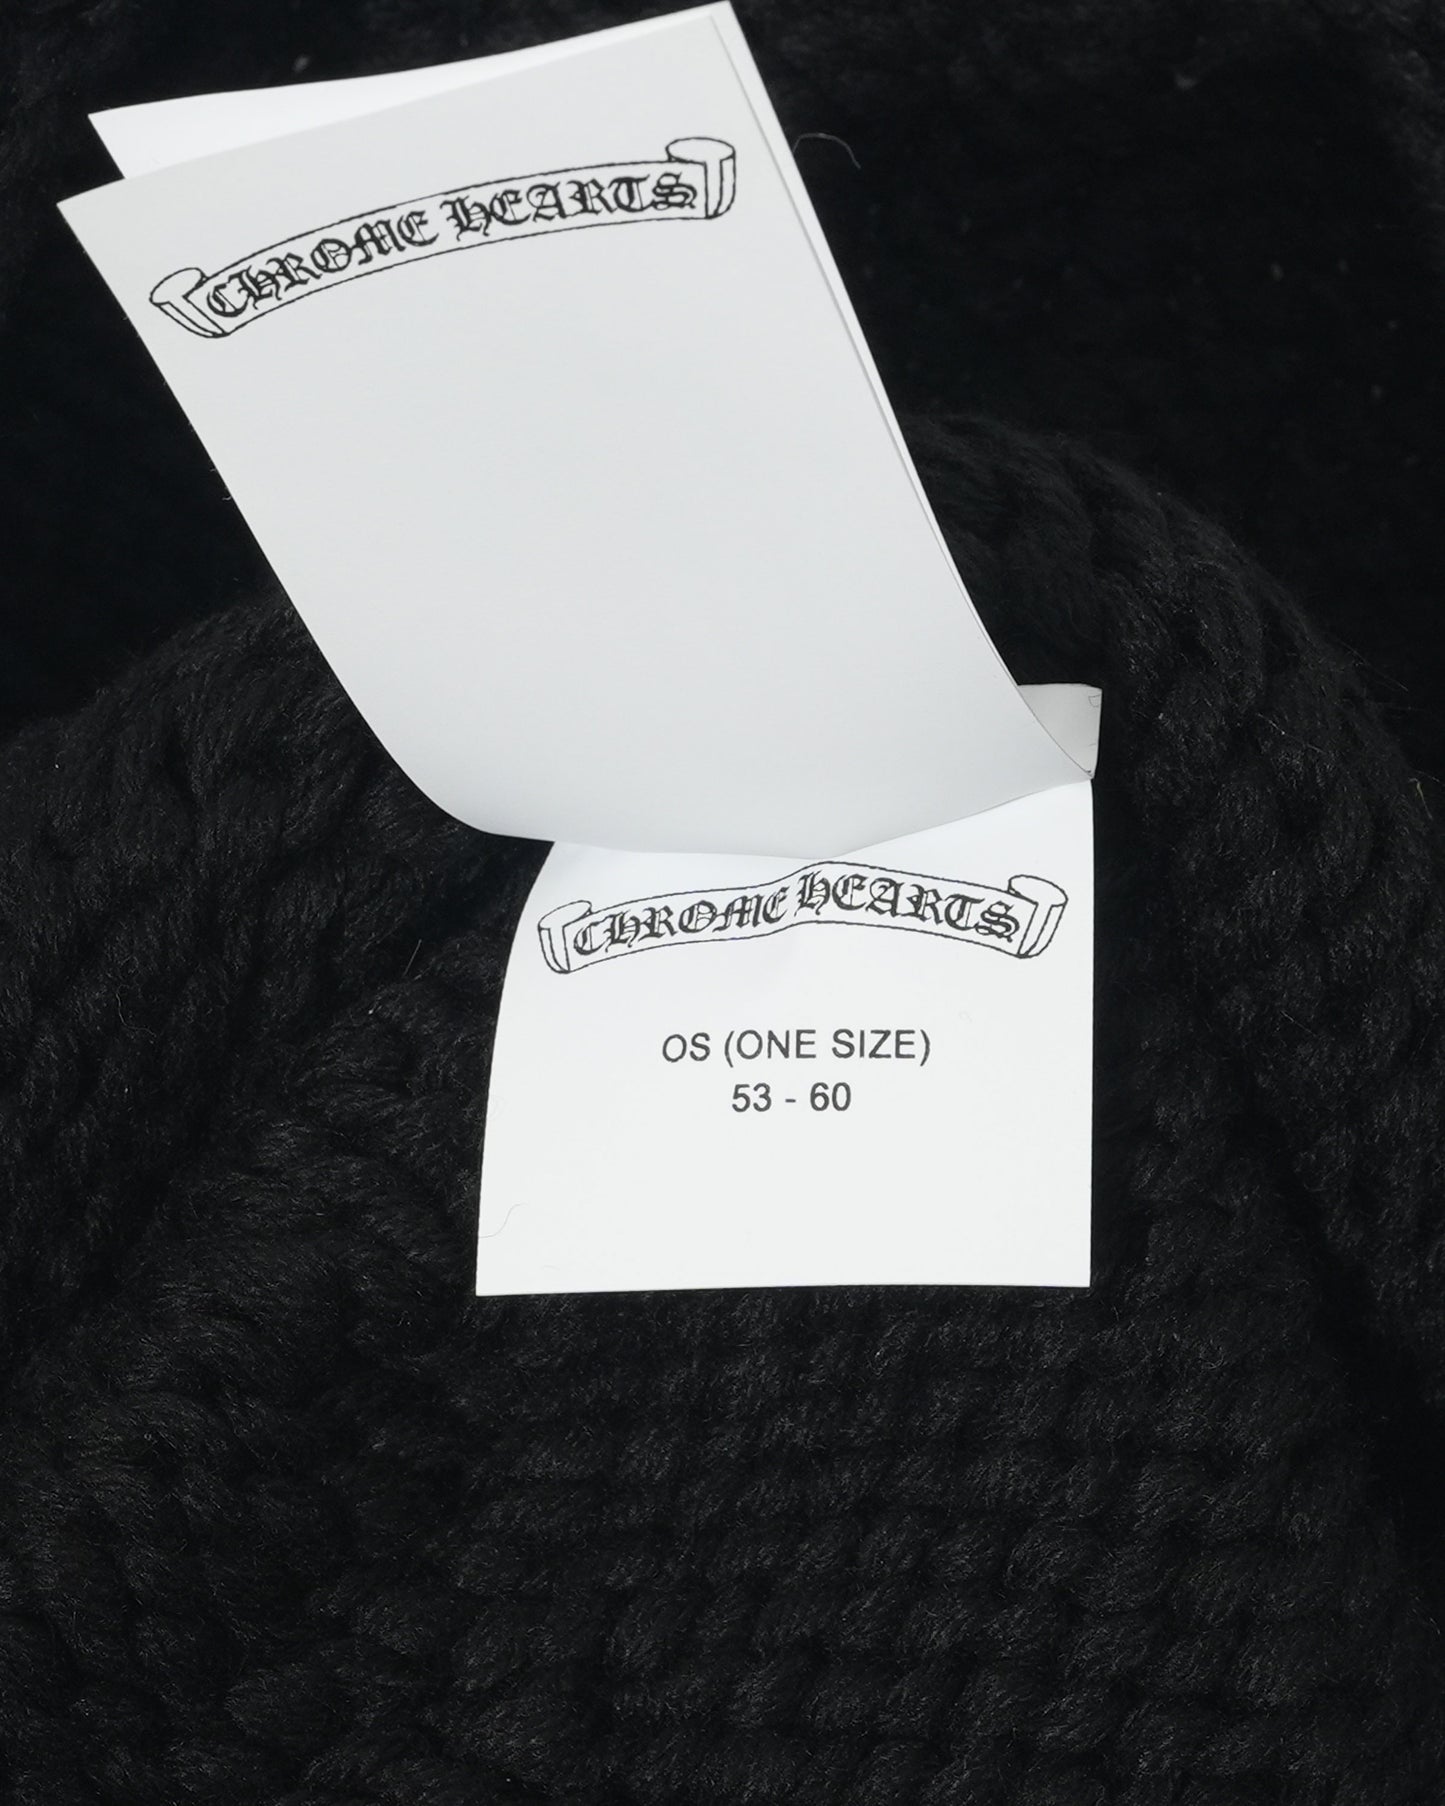 CHROME HEARTS
CHROME HEARTS
OS (ONE SIZE)
53 - 60